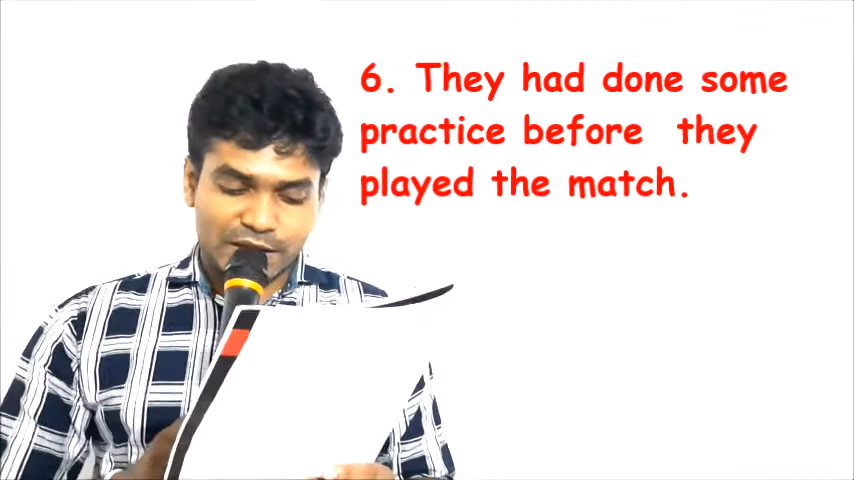 6. They had done some
practice before they
played the match.